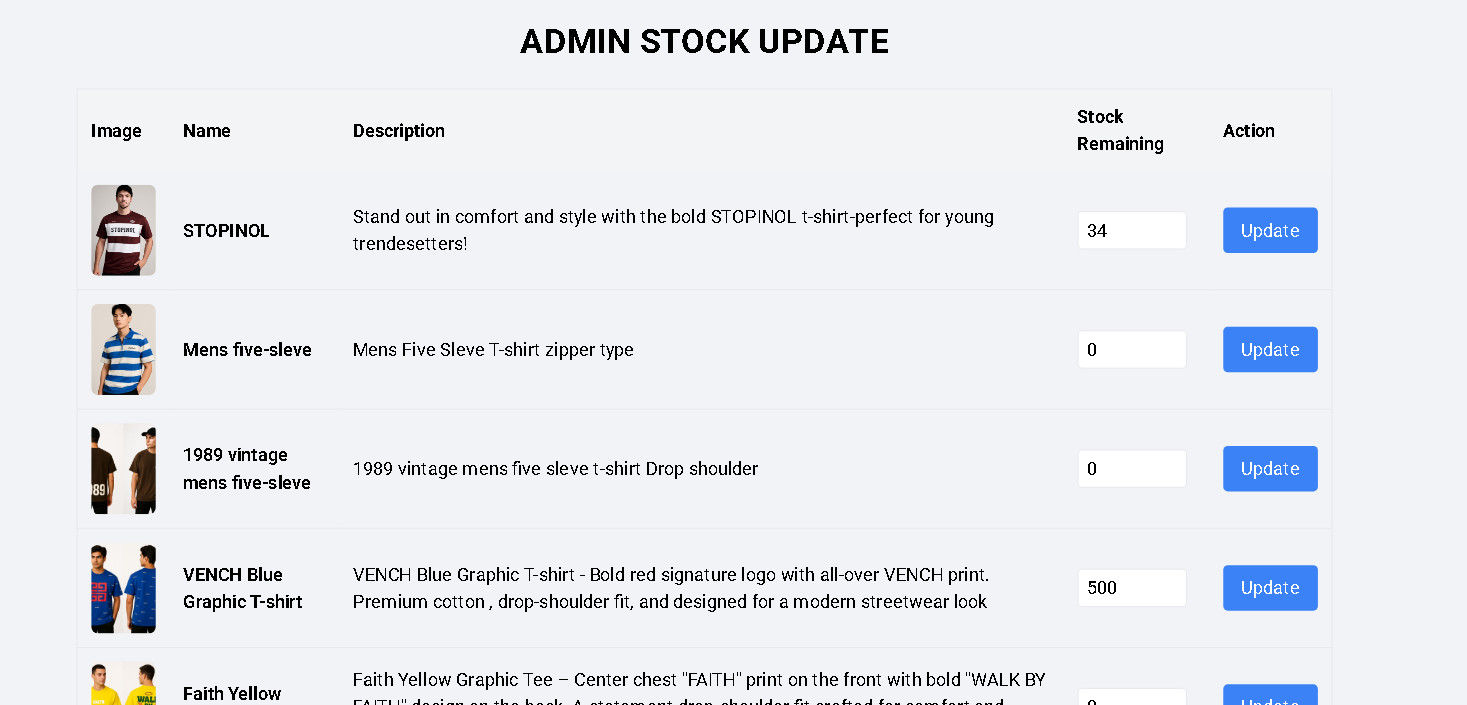 ADMIN STOCK UPDATE
Image
Name
Description
Stock
Remaining
Action
STOPINOL
STOPINOL
Stand out in comfort and style with the bold STOPINOL t-shirt-perfect for young
trendesetters!
34
Update
Mens five-sleve
Mens Five Sleve T-shirt zipper type
0
Update
89
1989 vintage
mens five-sleve
1989 vintage mens five sleve t-shirt Drop shoulder
0
Update
VENCH Blue
Graphic T-shirt
VENCH Blue Graphic T-shirt - Bold red signature logo with all-over VENCH print.
Premium cotton , drop-shoulder fit, and designed for a modern streetwear look
500
Update
WALK
Faith Yellow
Faith Yellow Graphic Tee – Center chest "FAITH" print on the front with bold "WALK BY
FAITH" design on the back. A statement drop-shoulder fit crafted for comfort and
Update